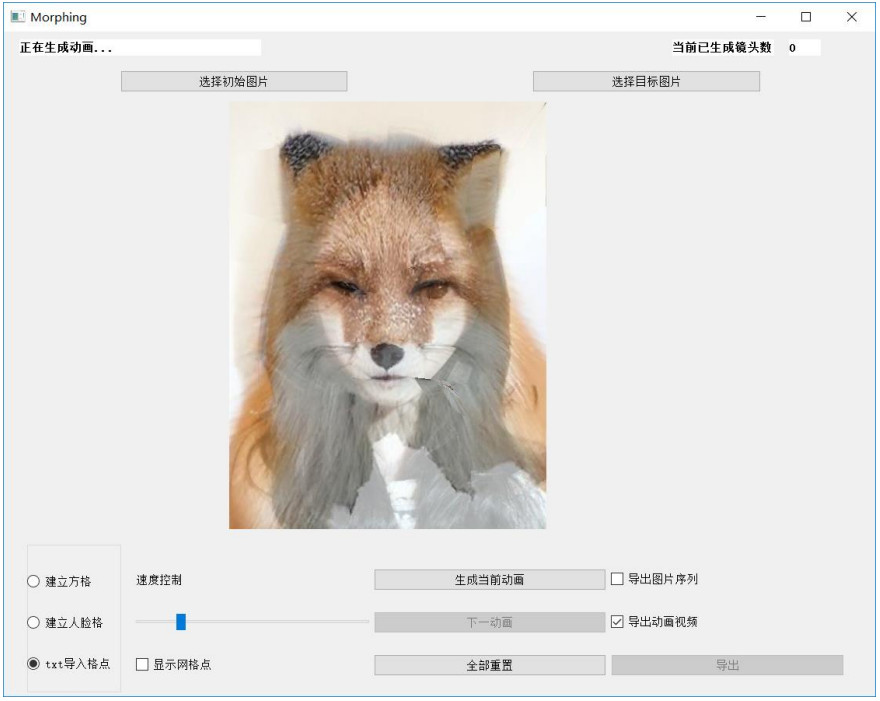 Morphing
正在生成动画...
当前已生成镜头数 0
选择初始图片
选择目标图片
建立方格
速度控制
生成当前动画
导出图片序列
建立人脸格
下一动画
导出动画视频
txt导入格点
显示网格点
全部重置
导出